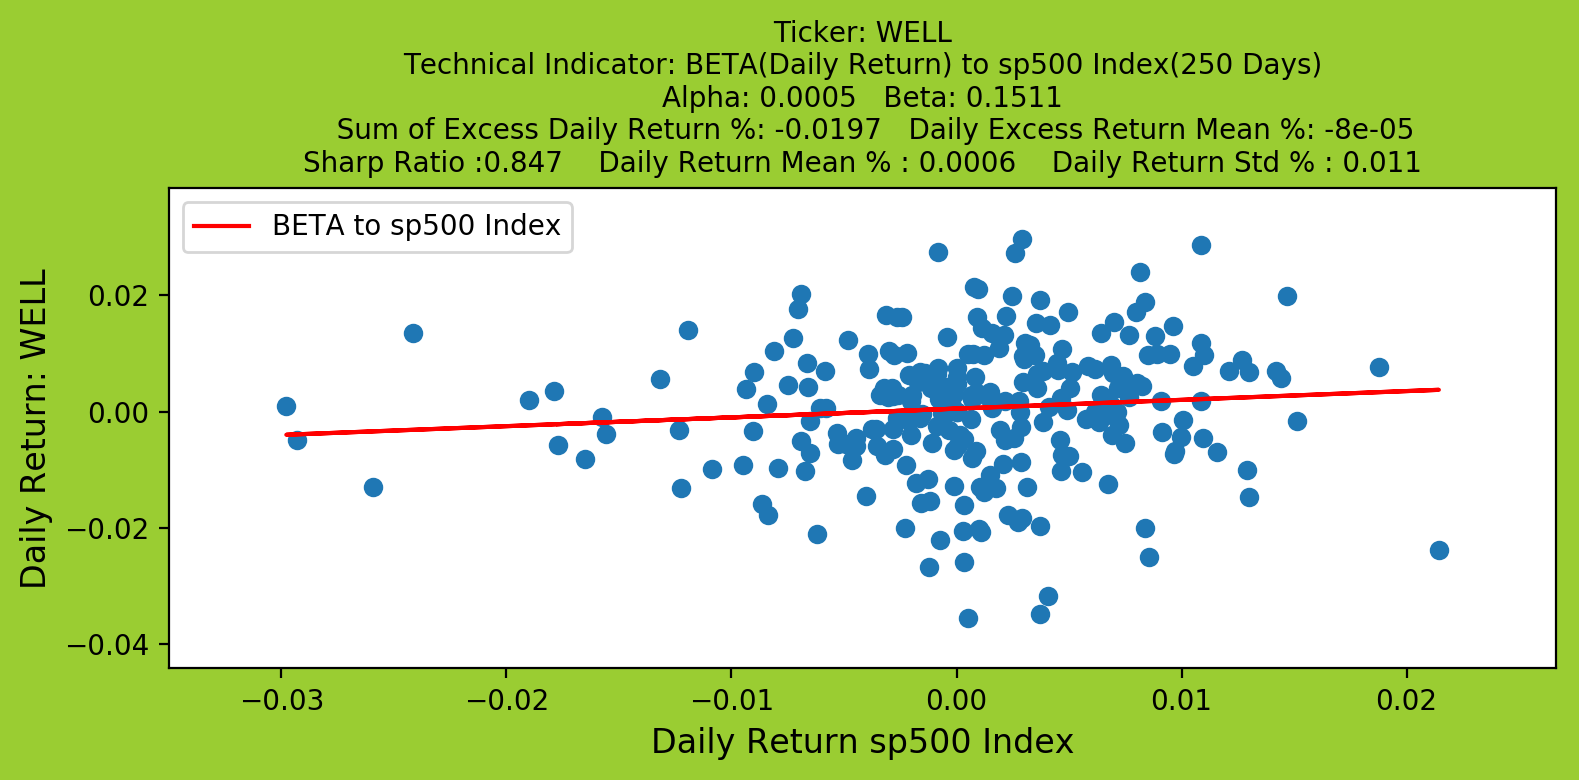 Ticker: WELL
Technical Indicator: BETA(Daily Return) to sp500 Index(250 Days)
Alpha: 0.0005   Beta: 0.1511
Sum of Excess Daily Return %: -0.0197   Daily Excess Return Mean %: -8e-05
Sharp Ratio :0.847    Daily Return Mean % : 0.0006    Daily Return Std % : 0.011
BETA to sp500 Index
Daily Return: WELL
0.02
0.00
−0.02
−0.04
−0.03
−0.02
−0.01
0.00
0.01
0.02
Daily Return sp500 Index